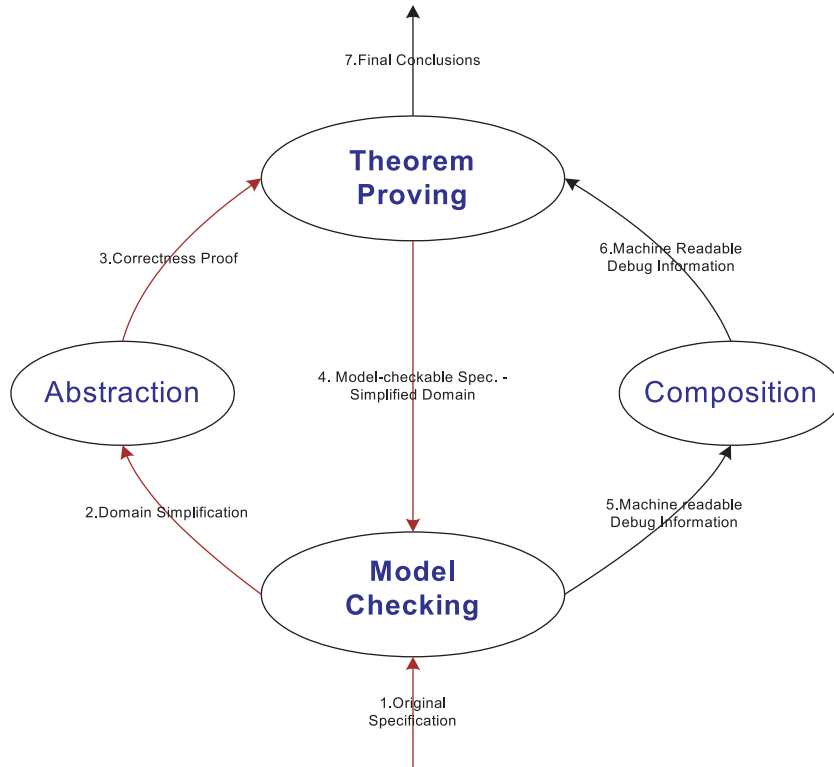 7.Final Conclusions
Theorem
Proving
3.Correctness Proof
6.Machine Readable
Debug Information
4. Model-checkable Spec. -
Simplified Domain
Abstraction
Composition
2.Domain Simplification
5.Machine readable
Debug Information
Model
Checking
1.Original
Specification